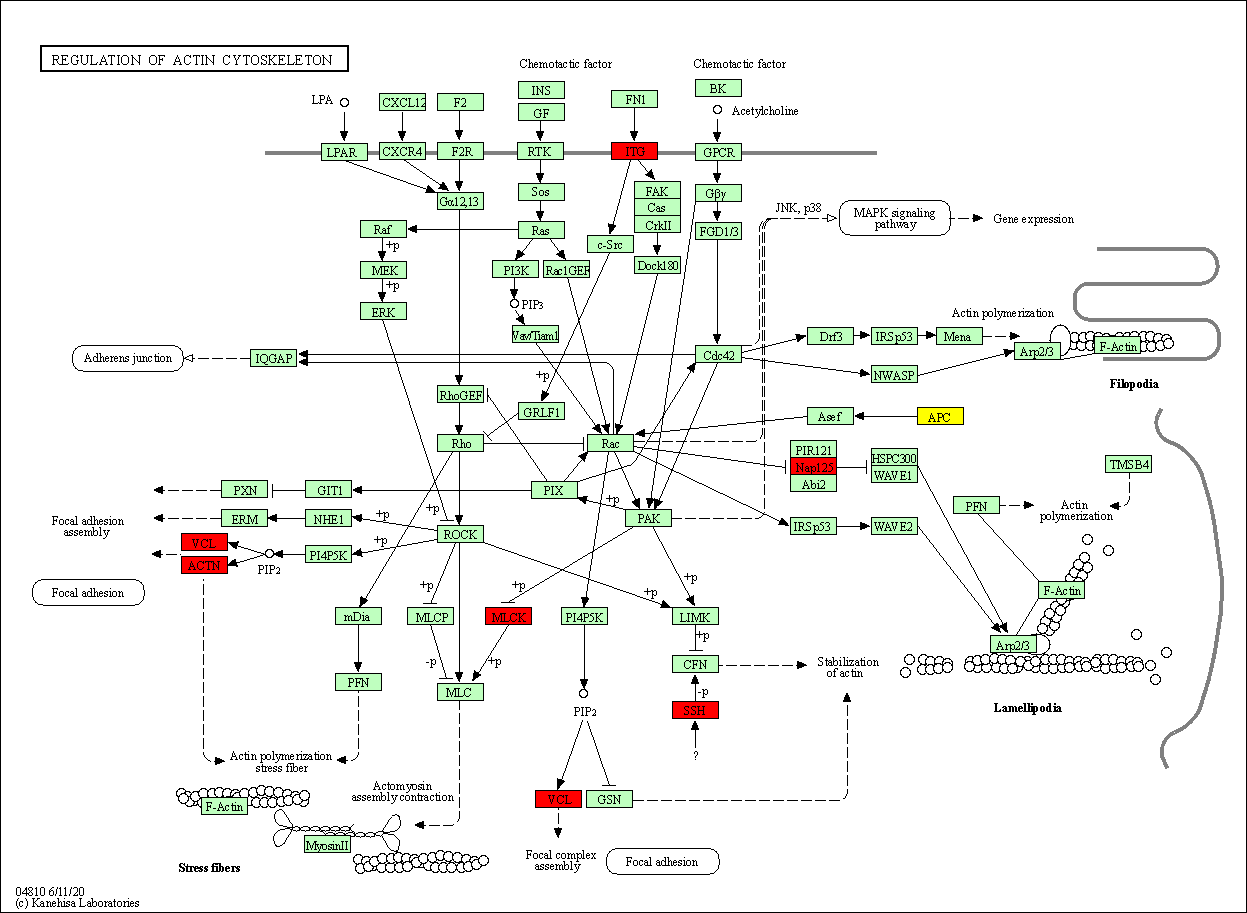 REGULATION OF ACTIN CYTOSKELETON
Chemotactic factor
Chemotactic factor
LPA
CXCL12
F2
INS
GF
FN1
BK
Acetylcholine
LPAR
CXCR4
F2R
RTK
ITG
GPCR
Gα12,13
Sos
FAK
Cas
CrkII
Gβγ
JNK, p38
MAPK signaling
pathway
Gene expression
Raf
Ras
c-Src
FGD1/3
+p
MEK
PI3K
Rac1GEF
Dock180
+p
ERK
PIP3
Vav/Tiam1
Actin polymerization
Drf3
IRSp53
Mena
Arp2/3
F-Actin
Adherens junction
IQGAP
Cdc42
NWASP
Filopodia
+p
RhoGEF
GRLF1
Asef
APC
Rho
Rac
PIR121
Nap125
Abi2
HSPC300
WAVE1
TMSB4
PXN
GIT1
PIX
+p
PFN
Actin
polymerization
Focal adhesion
assembly
ERM
NHE1
+p
+p
ROCK
PAK
IRSp53
WAVE2
VCL
ACTN
PIP2
PI4P5K
+p
Focal adhesion
+p
+p
+p
+p
F-Actin
mDia
MLCP
MLCK
PI4P5K
LIMK
+p
Arp2/3
-p
+p
CFN
Stabilization
of actin
PFN
MLC
-p
SSH
PIP2
Lamellipodia
?
Actin polymerization
stress fiber
Actomyosin
assembly contraction
F-Actin
VCL
GSN
MyosinII
Stress fibers
Focal complex
assembly
Focal adhesion
04810 6/11/20
(c) Kanehisa Laboratories